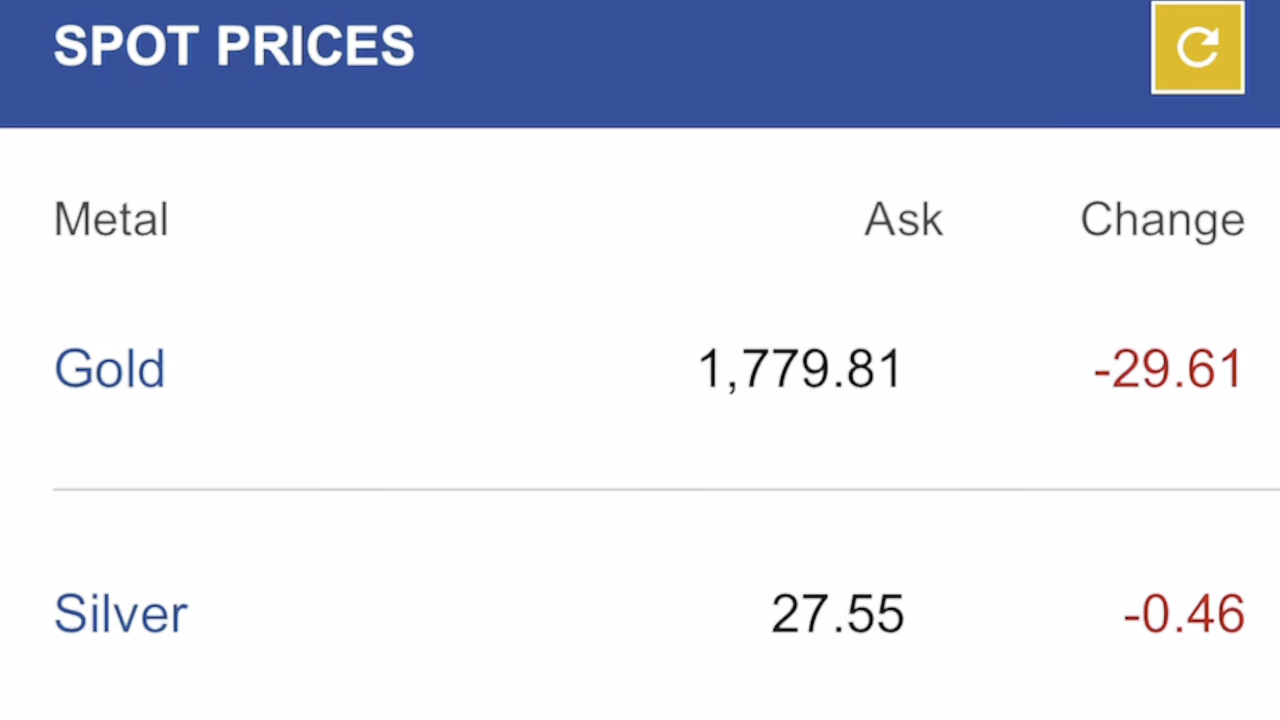 SPOT PRICES
Metal Ask Change
Gold 1,779.81 -29.61
Silver 27.55 -0.46